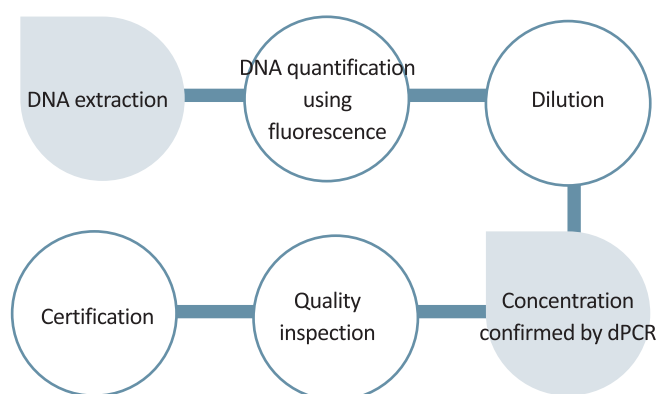 DNA extraction
DNA quantification
using
fluorescence
Dilution
Concentration
confirmed by dPCR
Quality
inspection
Certification